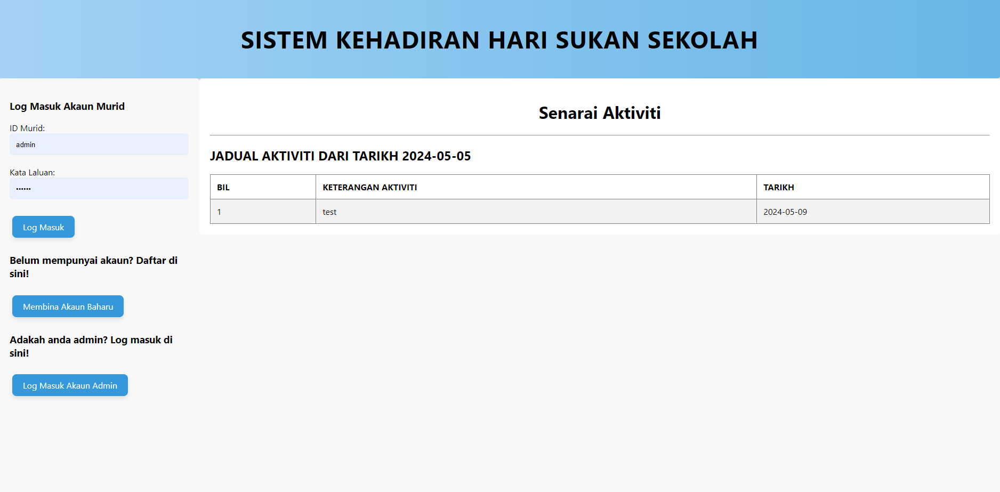 SISTEM KEHADIRAN HARI SUKAN SEKOLAH
Log Masuk Akaun Murid
ID Murid:
admin
Kata Laluan:
••••••
Log Masuk
Belum mempunyai akaun? Daftar di
sini!
Membina Akaun Baharu
Adakah anda admin? Log masuk di
sini!
Log Masuk Akaun Admin
Senarai Aktiviti
JADUAL AKTIVITI DARI TARIKH 2024-05-05
BIL KETERANGAN AKTIVITI TARIKH
1 test 2024-05-09